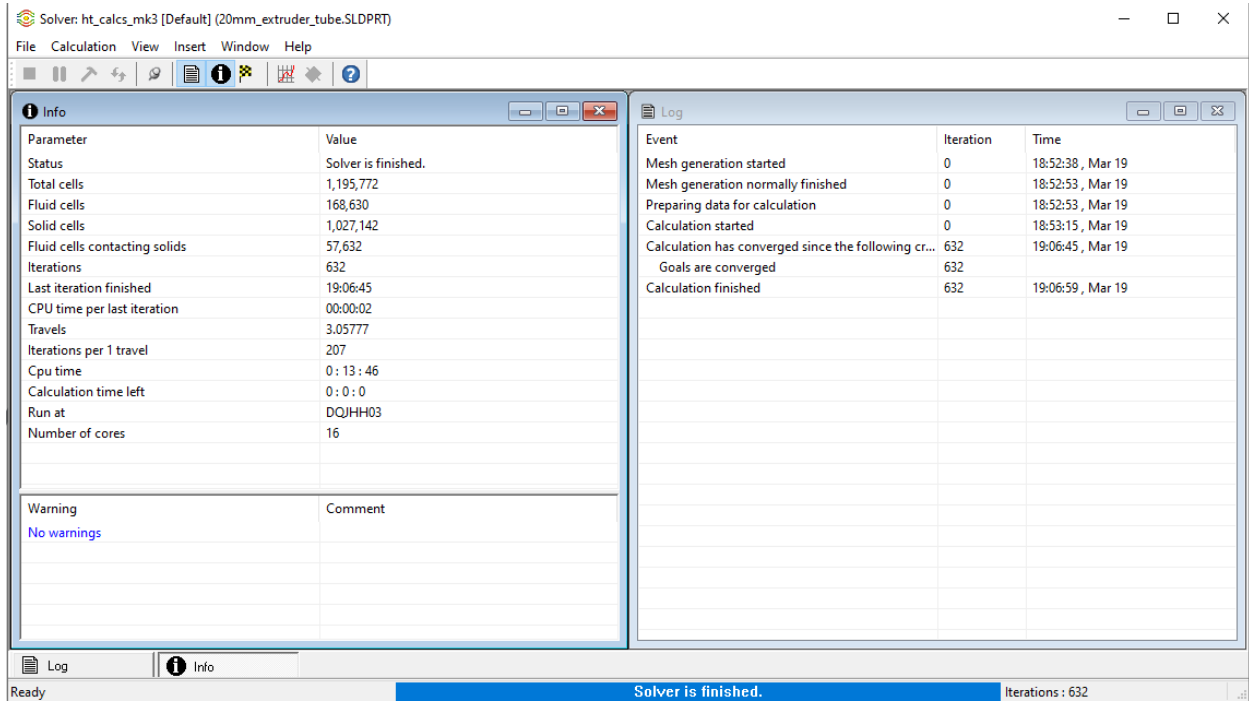 Solver: ht_calcs_mk3 [Default] (20mm_extruder_tube.SLDPRT)
File Calculation View Insert Window Help
Info
Parameter Value
Status Solver is finished.
Total cells 1,195,772
Fluid cells 168,630
Solid cells 1,027,142
Fluid cells contacting solids 57,632
Iterations 632
Last iteration finished 19:06:45
CPU time per last iteration 00:00:02
Travels 3.05777
Iterations per 1 travel 207
Cpu time 0 : 13 : 46
Calculation time left 0 : 0 : 0
Run at DQJHH03
Number of cores 16
Warning Comment
No warnings
Log
Event Iteration Time
Mesh generation started 0 18:52:38 , Mar 19
Mesh generation normally finished 0 18:52:53 , Mar 19
Preparing data for calculation 0 18:52:53 , Mar 19
Calculation started 0 18:53:15 , Mar 19
Calculation has converged since the following cr... 632 19:06:45 , Mar 19
Goals are converged 632
Calculation finished 632 19:06:59 , Mar 19
Log Info
Ready Solver is finished. Iterations : 632